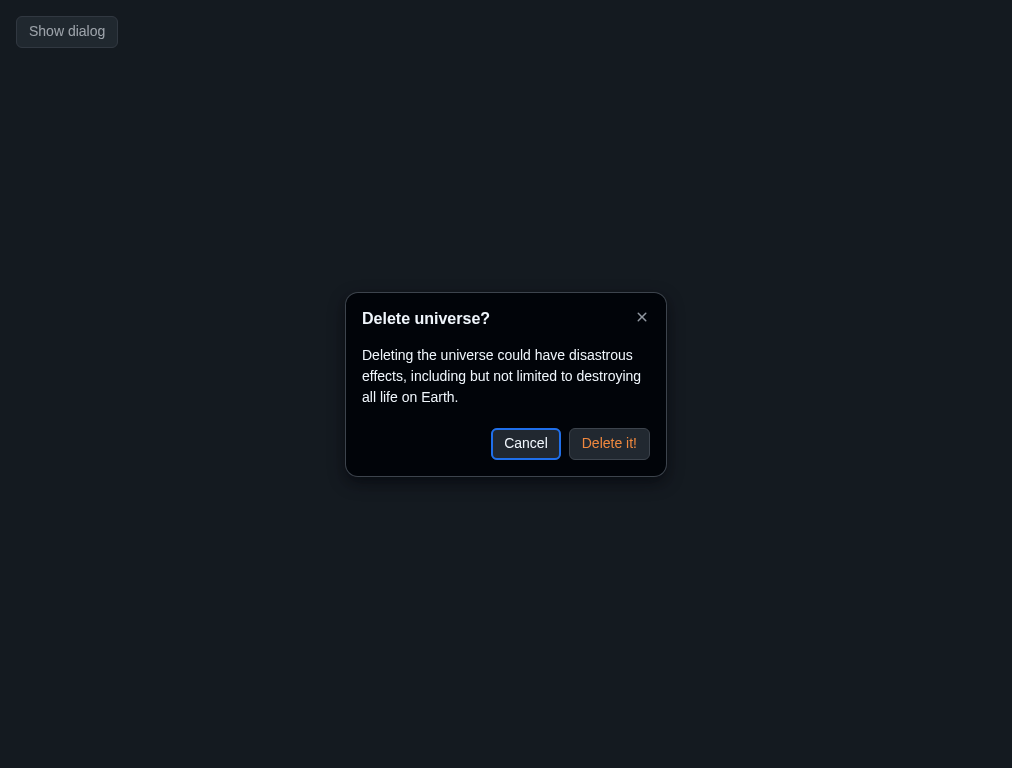 Show dialog
Delete universe?
Deleting the universe could have disastrous
effects, including but not limited to destroying
all life on Earth.
Cancel Delete it!